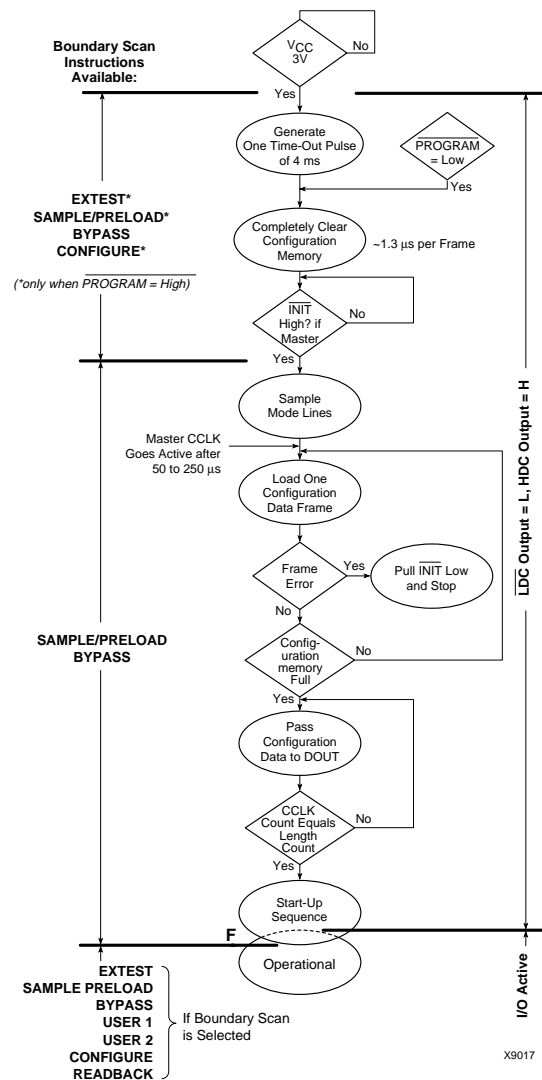 Boundary Scan
Instructions
Available:
VCC
3V
No
Yes
Generate
One Time-Out Pulse
of 4 ms
PROGRAM
= Low
Yes
EXTEST*
SAMPLE/PRELOAD*
BYPASS
CONFIGURE*
(*only when PROGRAM = High)
Completely Clear
Configuration
Memory
~1.3 µs per Frame
INIT
High? if
Master
No
Yes
Sample
Mode Lines
Master CCLK
Goes Active after
50 to 250 µs
Load One
Configuration
Data Frame
Frame
Error
Yes
Pull INIT Low
and Stop
No
SAMPLE/PRELOAD
BYPASS
Config-
uration
memory
Full
No
Yes
Pass
Configuration
Data to DOUT
CCLK
Count Equals
Length
Count
No
Yes
Start-Up
Sequence
F
Operational
LDC Output = L, HDC Output = H
I/O Active
EXTEST
SAMPLE PRELOAD
BYPASS
USER 1
USER 2
CONFIGURE
READBACK
If Boundary Scan
is Selected
X9017